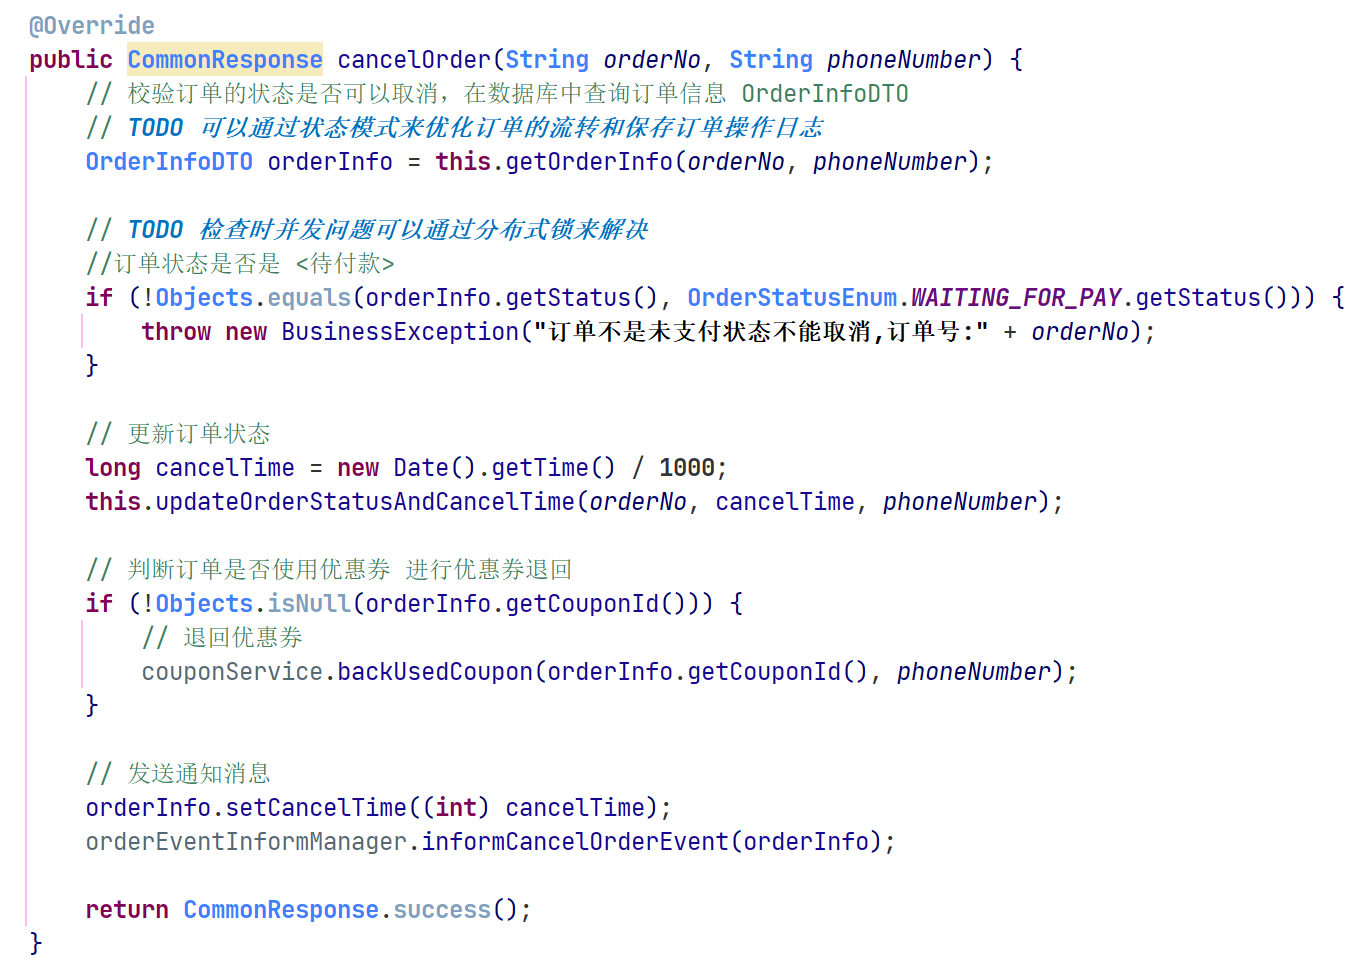 @Override
public CommonResponse cancelOrder(String orderNo, String phoneNumber) {
// 校验订单的状态是否可以取消，在数据库中查询订单信息 OrderInfoDTO
// TODO 可以通过状态模式来优化订单的流转和保存订单操作日志
OrderInfoDTO orderInfo = this.getOrderInfo(orderNo, phoneNumber);
// TODO 检查时并发问题可以通过分布式锁来解决
//订单状态是否是 <待付款>
if (!Objects.equals(orderInfo.getStatus(), OrderStatusEnum.WAITING_FOR_PAY.getStatus())) {
throw new BusinessException("订单不是未支付状态不能取消,订单号:" + orderNo);
}
// 更新订单状态
long cancelTime = new Date().getTime() / 1000;
this.updateOrderStatusAndCancelTime(orderNo, cancelTime, phoneNumber);
// 判断订单是否使用优惠券 进行优惠券退回
if (!Objects.isNull(orderInfo.getCouponId())) {
// 退回优惠券
couponService.backUsedCoupon(orderInfo.getCouponId(), phoneNumber);
}
// 发送通知消息
orderInfo.setCancelTime((int) cancelTime);
orderEventInformManager.informCancelOrderEvent(orderInfo);
return CommonResponse.success();
}